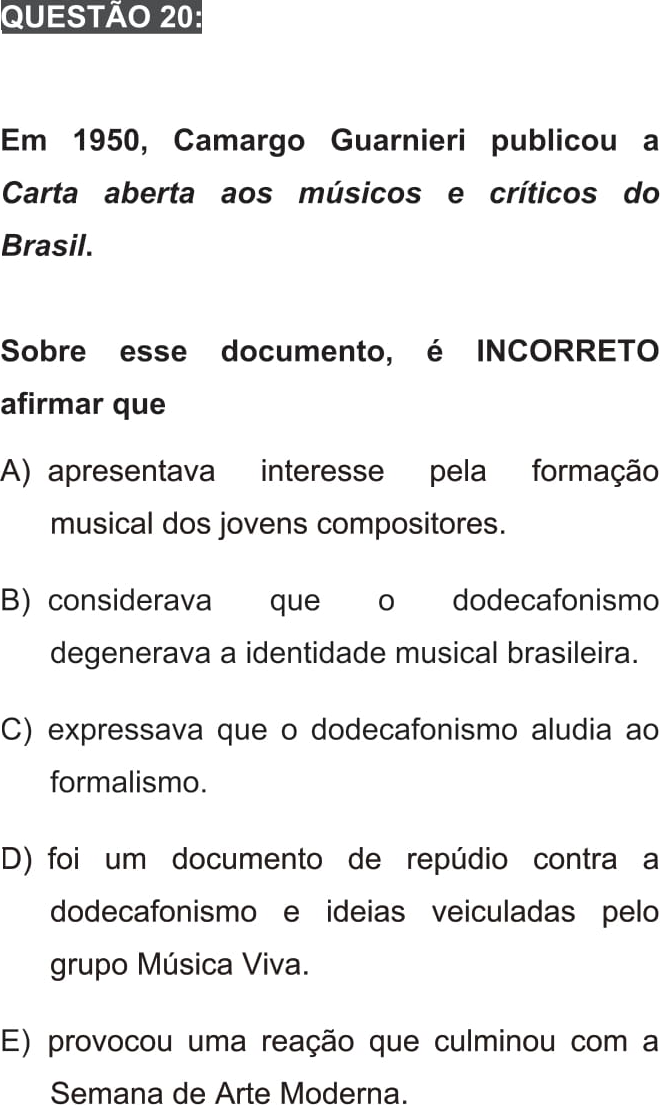 QUESTÃO 20:
Em 1950, Camargo Guarnieri publicou a
Carta aberta aos músicos e críticos do
Brasil.
Sobre esse documento, é INCORRETO
afirmar que
A) apresentava interesse pela formação
musical dos jovens compositores.
B) considerava que o dodecafonismo
degenerava a identidade musical brasileira.
C) expressava que o dodecafonismo aludia ao
formalismo.
D) foi um documento de repúdio contra a
dodecafonismo e ideias veiculadas pelo
grupo Música Viva.
E) provocou uma reação que culminou com a
Semana de Arte Moderna.